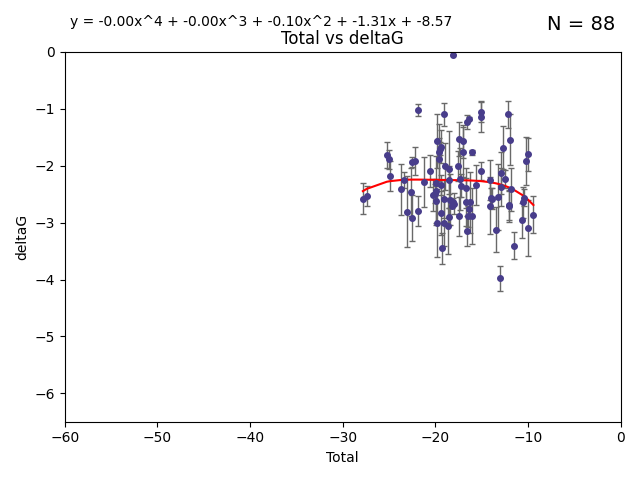 y = -0.00x^4 + -0.00x^3 + -0.10x^2 + -1.31x + -8.57
N = 88
Total vs deltaG
0
−1
−2
−3
−4
−5
−6
deltaG
−60
−50
−40
−30
−20
−10
0
Total